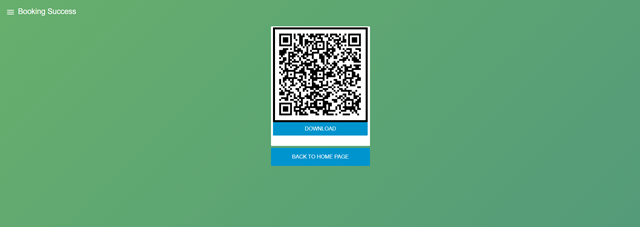 Booking Success
DOWNLOAD
BACK TO HOME PAGE